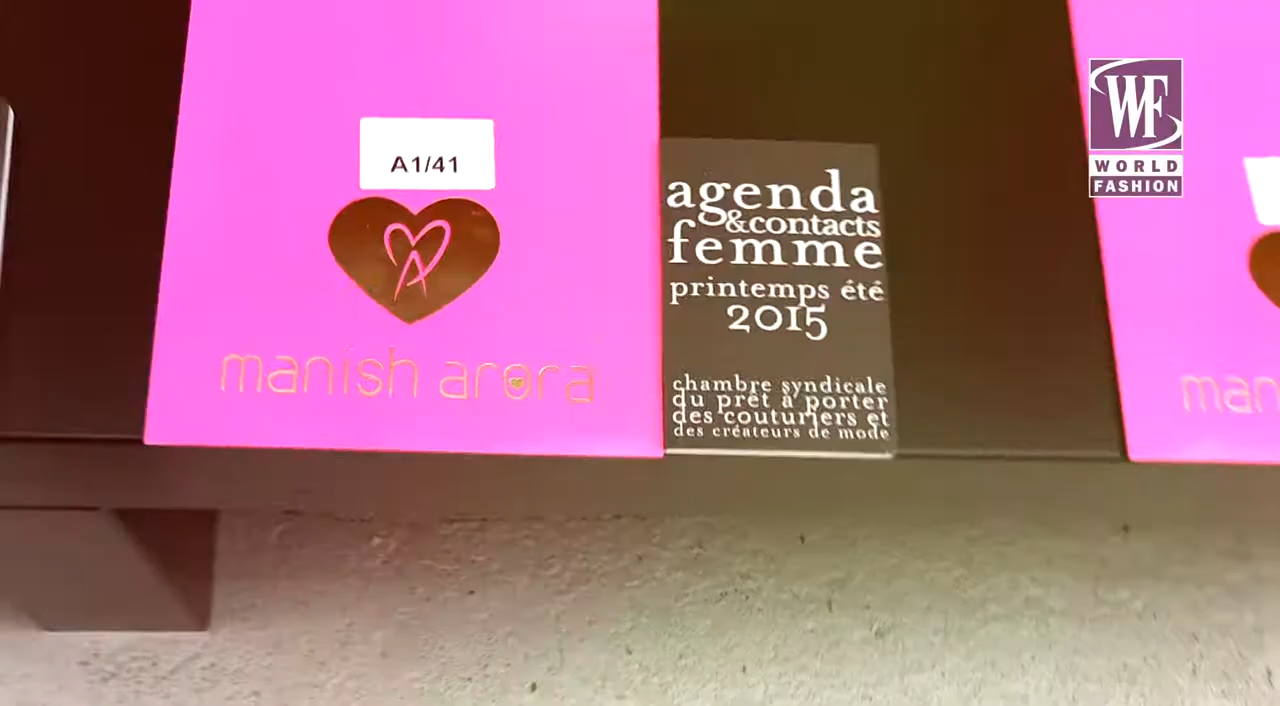 A1/41
manish arora
agenda
&contacts
femme
printemps été
2015
chambre syndicale
du prêt à porter
des couturiers et
des créateurs de mode
WF
WORLD
FASHION
man